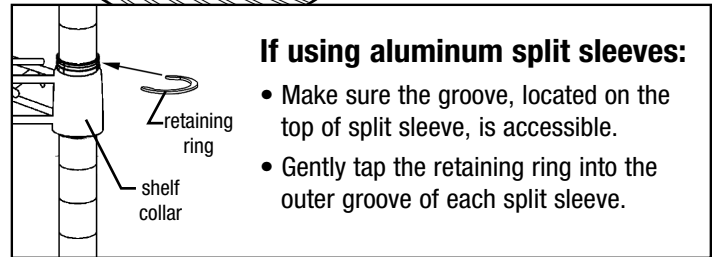 If using aluminum split sleeves:
• Make sure the groove, located on the
top of split sleeve, is accessible.
• Gently tap the retaining ring into the
outer groove of each split sleeve.
retaining
ring
shelf
collar